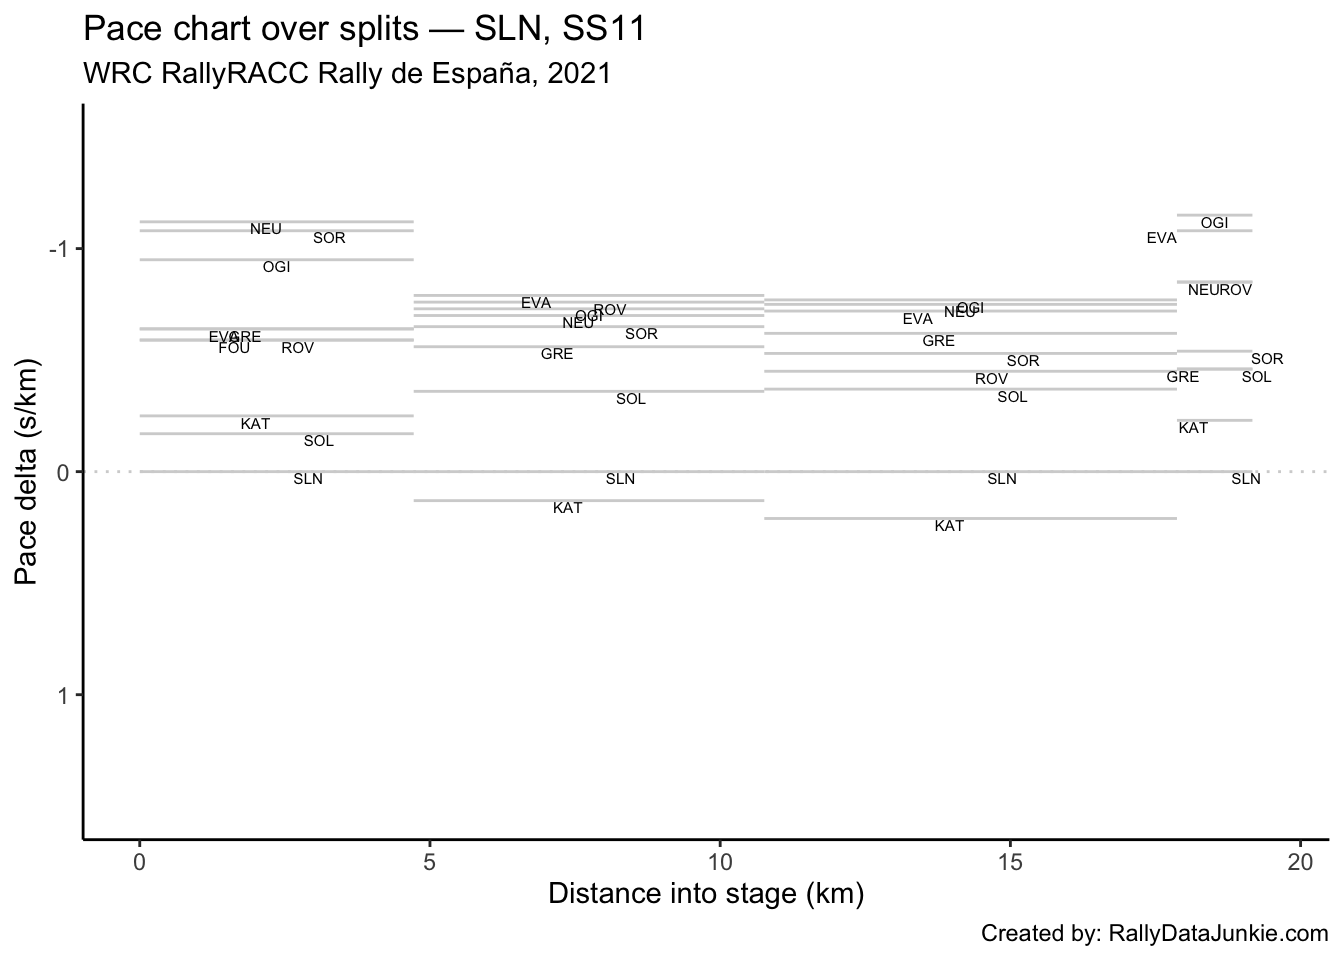 Pace chart over splits — SLN, SS11
WRC RallyRACC Rally de España, 2021
Pace delta (s/km)
-1
0
1
NEU
SOR
OGI
EVA GRE
FOU ROV
KAT
SOL
SLN
EVA
ROV
OGI
NEU
SOR
GRE
SOL
SLN
KAT
OGI
NEU
EVA
GRE
SOR
ROV
SOL
SLN
KAT
OGI
EVA
NEU ROV
SOR
GRE SOL
KAT
SLN
0 5 10 15 20
Distance into stage (km)
Created by: RallyDataJunkie.com